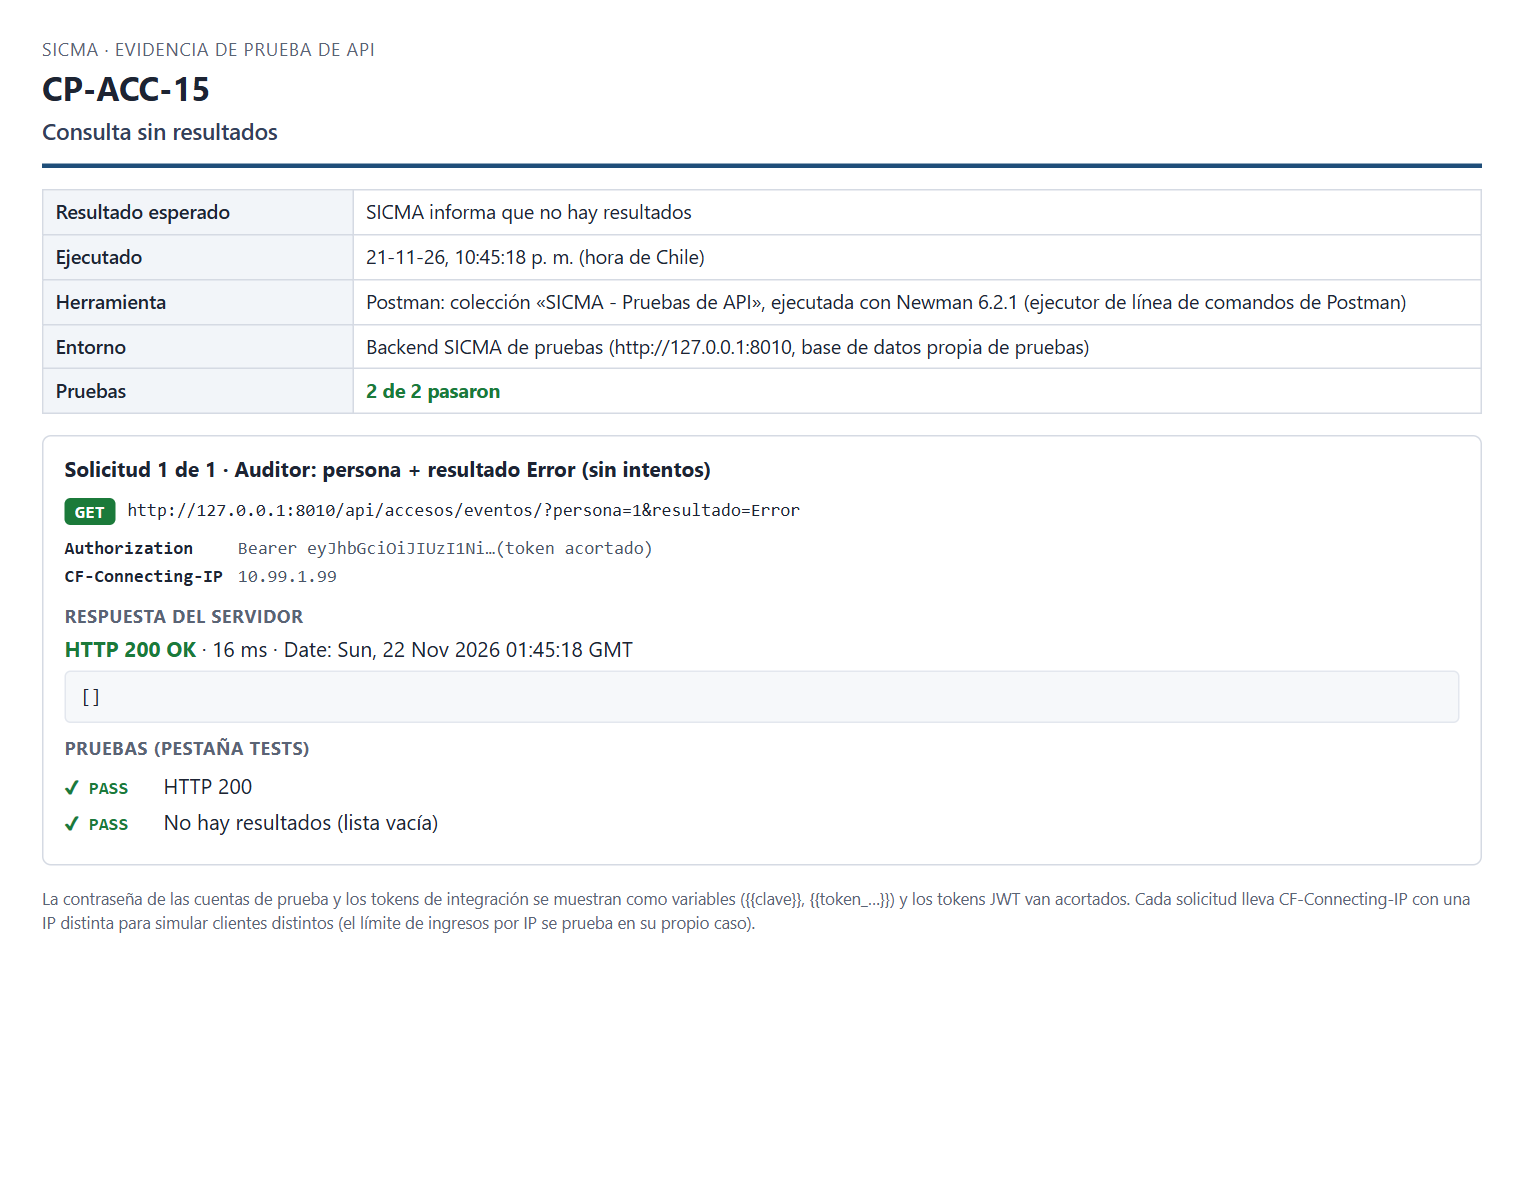 SICMA · EVIDENCIA DE PRUEBA DE API
CP-ACC-15
Consulta sin resultados
Resultado esperado SICMA informa que no hay resultados
Ejecutado 21-11-26, 10:45:18 p. m. (hora de Chile)
Herramienta Postman: colección «SICMA - Pruebas de API», ejecutada con Newman 6.2.1 (ejecutor de línea de comandos de Postman)
Entorno Backend SICMA de pruebas (http://127.0.0.1:8010, base de datos propia de pruebas)
Pruebas 2 de 2 pasaron
Solicitud 1 de 1 · Auditor: persona + resultado Error (sin intentos)
GET http://127.0.0.1:8010/api/accesos/eventos/?persona=1&resultado=Error
Authorization Bearer eyJhbGciOiJIUzI1Ni…(token acortado)
CF-Connecting-IP 10.99.1.99
RESPUESTA DEL SERVIDOR
HTTP 200 OK · 16 ms · Date: Sun, 22 Nov 2026 01:45:18 GMT
[]
PRUEBAS (PESTAÑA TESTS)
✔ PASS HTTP 200
✔ PASS No hay resultados (lista vacía)
La contraseña de las cuentas de prueba y los tokens de integración se muestran como variables ({{clave}}, {{token_…}}) y los tokens JWT van acortados. Cada solicitud lleva CF-Connecting-IP con una
IP distinta para simular clientes distintos (el límite de ingresos por IP se prueba en su propio caso).